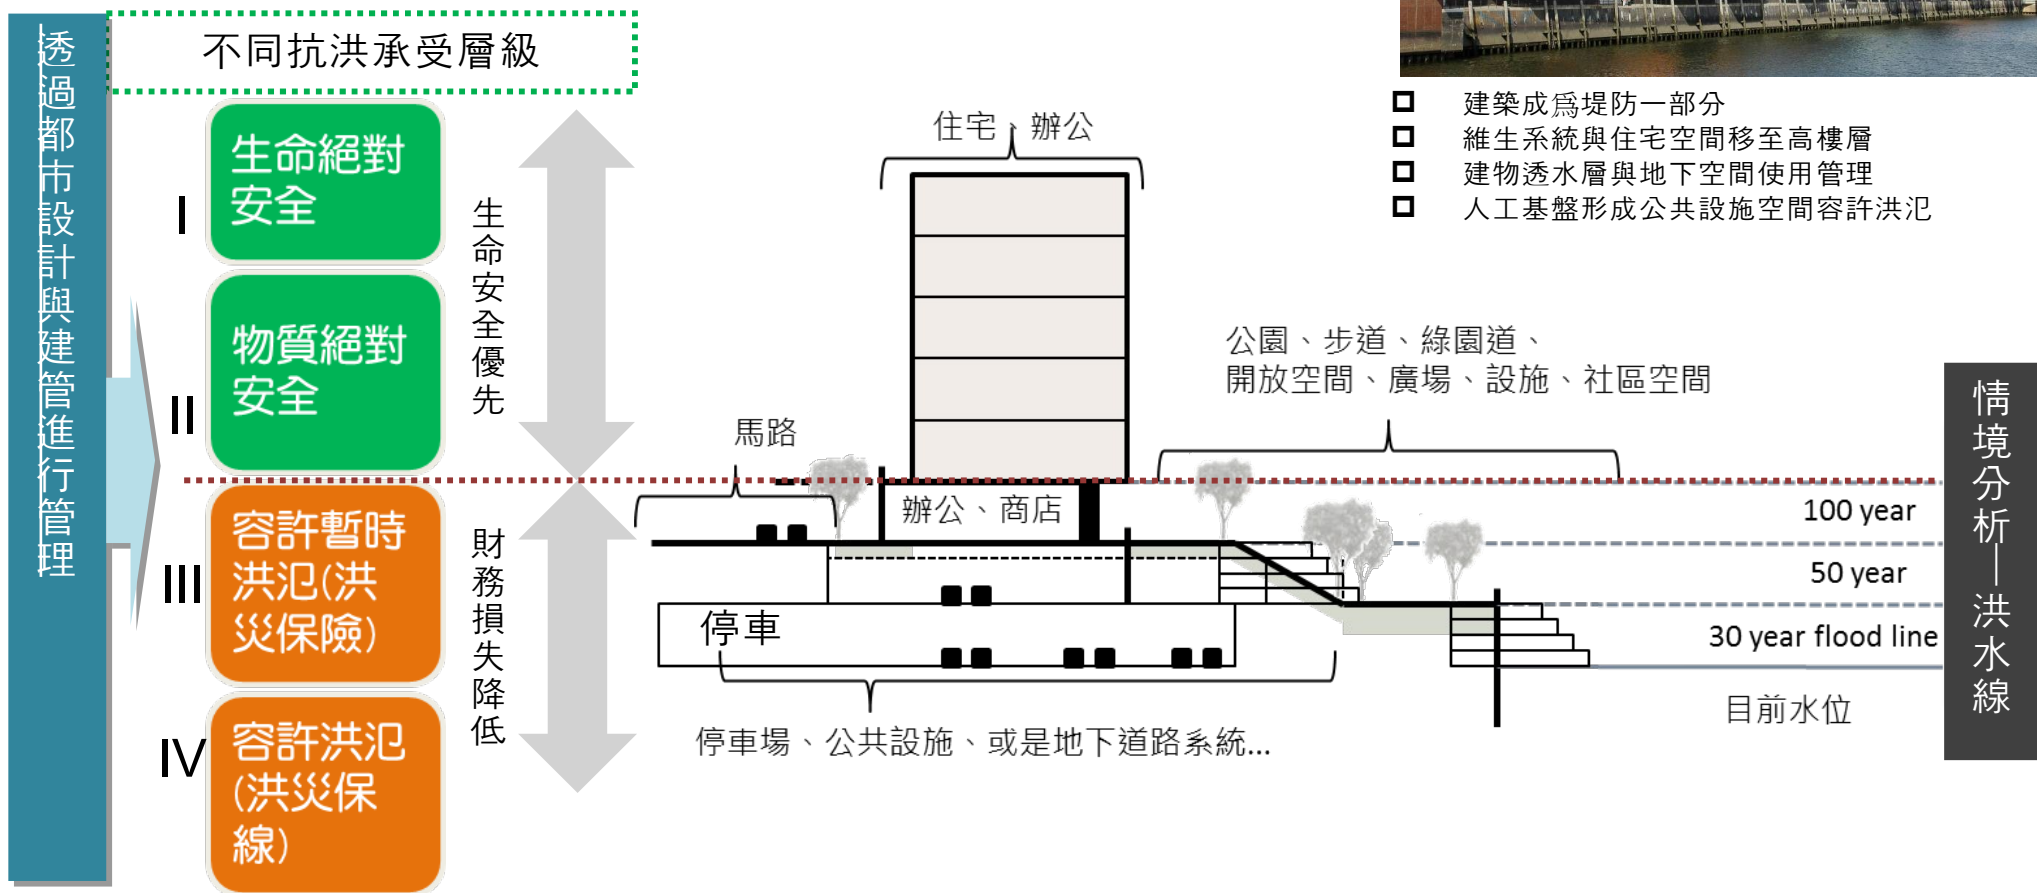 透過都市設計與建管進行管理
不同抗洪承受層級
I
生命絕對
安全
II
物質絕對
安全
III
容許暫時
洪氾(洪
災保險)
IV
容許洪氾
(洪災保
線)
生命安全優先
財務損失降低
住宅、辦公
馬路
辦公、商店
停車
停車場、公共設施、或是地下道路系統...
建築成為堤防一部分
維生系統與住宅空間移至高樓層
建物透水層與地下空間使用管理
人工基盤形成公共設施空間容許洪氾
公園、步道、綠園道、
開放空間、廣場、設施、社區空間
100 year
50 year
30 year flood line
目前水位
情境分析—洪水線